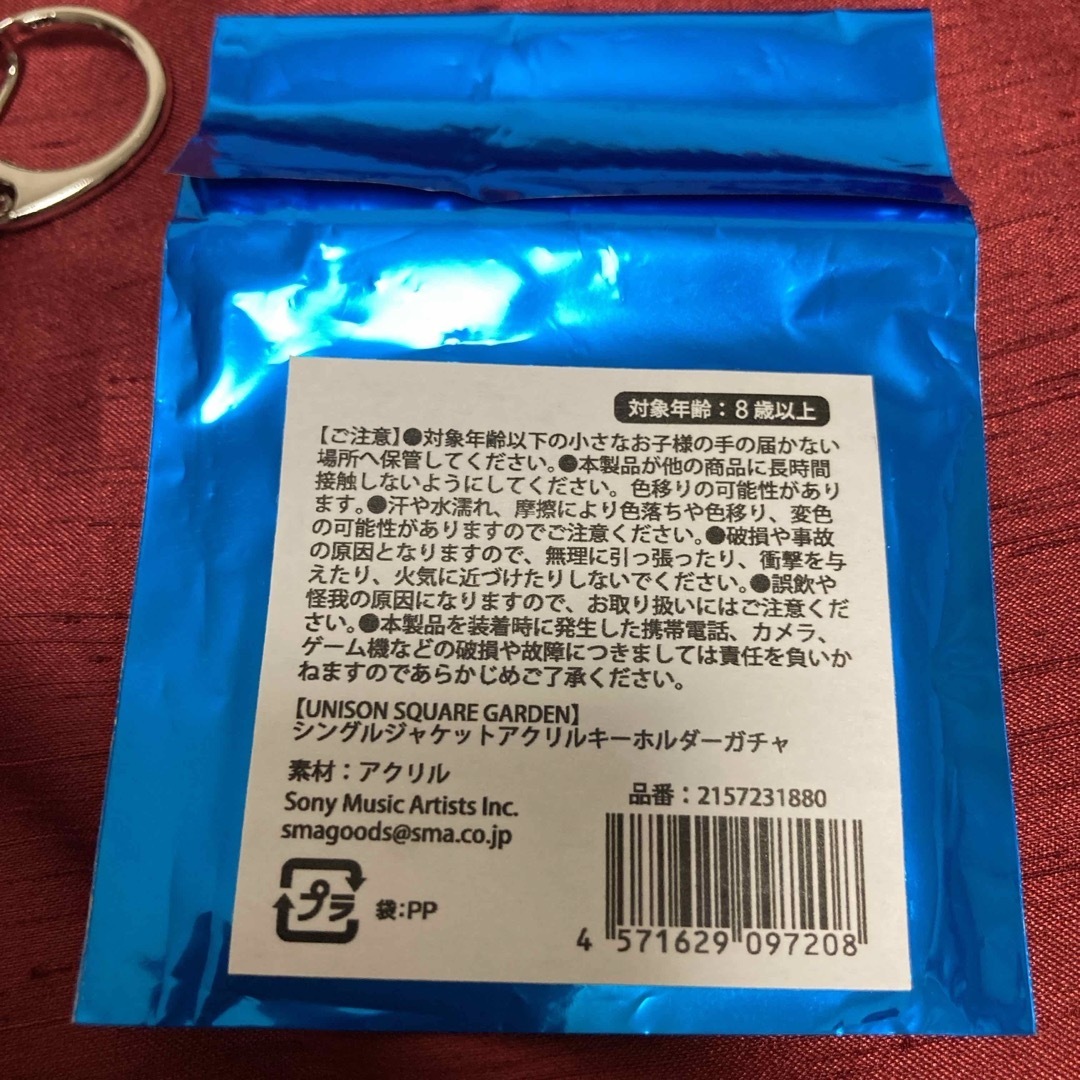 対象年齢：8歳以上
【ご注意】●対象年齢以下の小さなお子様の手の届かない
場所へ保管してください。●本製品が他の商品に長時間
接触しないようにしてください。色移りの可能性があり
ます。●汗や水濡れ、摩擦により色落ちや色移り、変色
の可能性がありますのでご注意ください。●破損や事故
の原因となりますので、無理に引っ張ったり、衝撃を与
えたり、火気に近づけたりしないでください。●誤飲や
怪我の原因になりますので、お取り扱いにはご注意くだ
さい。●本製品を装着時に発生した携帯電話、カメラ、
ゲーム機などの破損や故障につきましては責任を負いか
ねますのであらかじめご了承ください。
【UNISON SQUARE GARDEN】
シングルジャケットアクリルキーホルダーガチャ
素材：アクリル
Sony Music Artists Inc.
smagoods@sma.co.jp
品番：2157231880
プラ 袋：PP
4 571629 097208